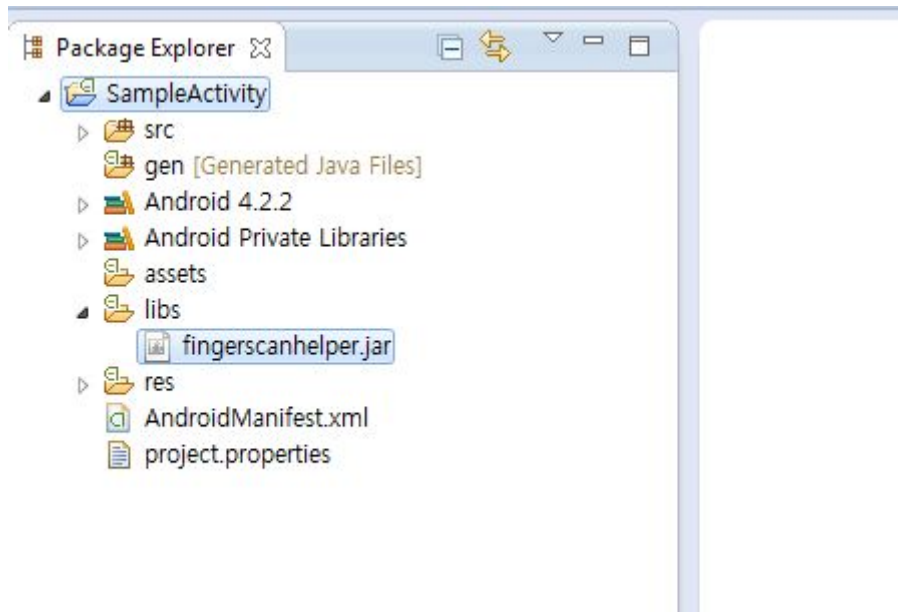 Package Explorer
SampleActivity
src
gen [Generated Java Files]
Android 4.2.2
Android Private Libraries
assets
libs
fingerscanhelper.jar
res
AndroidManifest.xml
project.properties